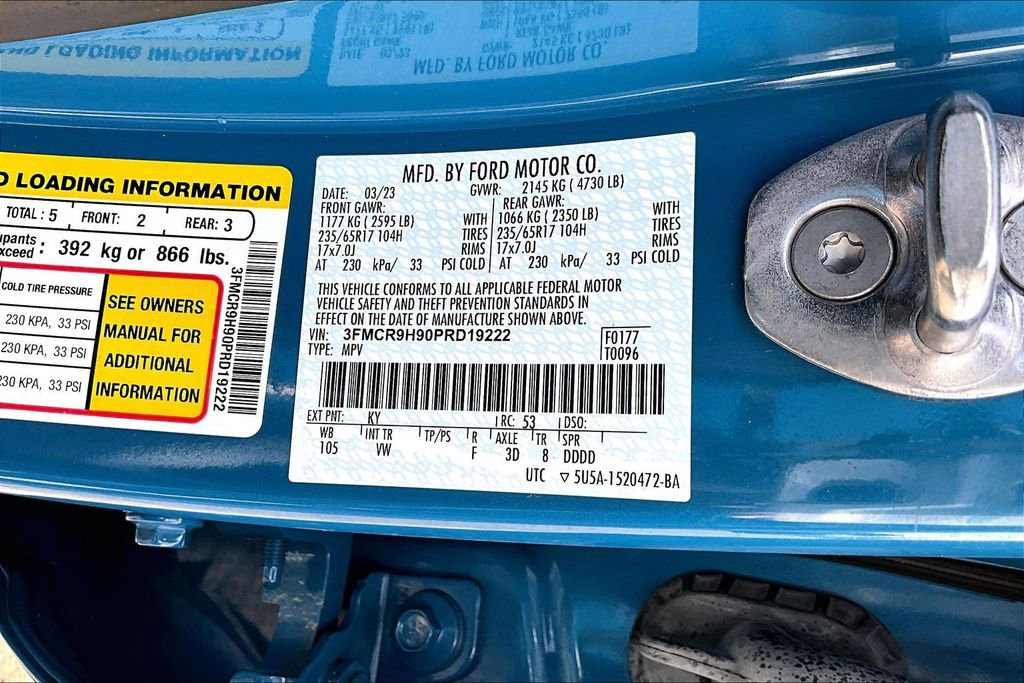 D LOADING INFORMATION
TOTAL : 5 FRONT: 2 REAR: 3
upants
xceed : 392 kg or 866 lbs.
COLD TIRE PRESSURE
230 KPA, 33 PSI
230 KPA, 33 PSI
230 KPA, 33 PSI
SEE OWNERS
MANUAL FOR
ADDITIONAL
INFORMATION
3FMCR9H90PRD19222
MFD. BY FORD MOTOR CO.
DATE: 03/23 GVWR: 2145 KG ( 4730 LB)
FRONT GAWR: REAR GAWR:
1177 KG ( 2595 LB) WITH 1066 KG ( 2350 LB) WITH
235/65R17 104H TIRES 235/65R17 104H TIRES
17x7.0J RIMS 17x7.0J RIMS
AT 230 kPa/ 33 PSI COLD AT 230 kPa/ 33 PSI COLD
THIS VEHICLE CONFORMS TO ALL APPLICABLE FEDERAL MOTOR
VEHICLE SAFETY AND THEFT PREVENTION STANDARDS IN
EFFECT ON THE DATE OF MANUFACTURE SHOWN ABOVE.
VIN: 3FMCR9H90PRD19222 F0177
TYPE: MPV T0096
EXT PNT: KY RC: 53 DSO:
WB INT TR TP/PS R AXLE TR SPR
105 VW F 3D 8 DDDD
UTC ▽ 5U5A-1520472-BA